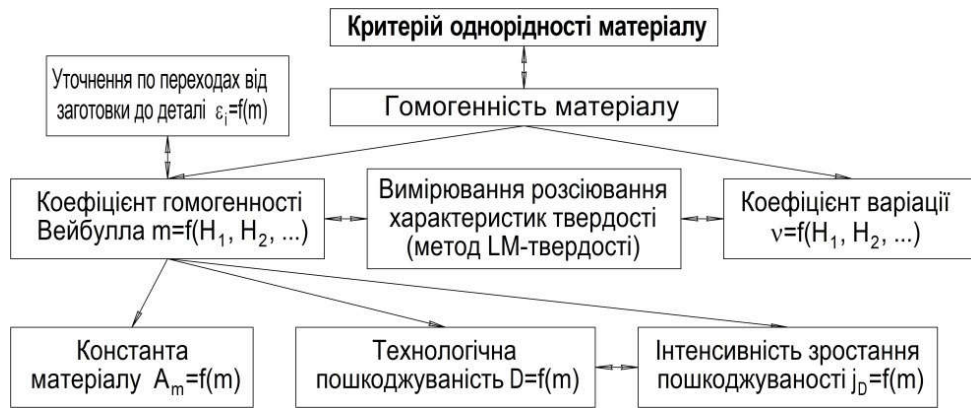 Критерій однорідності матеріалу
Уточнення по переходах від
заготовки до деталі εᵢ=f(m)
Гомогенність матеріалу
Коефіцієнт гомогенності
Вейбулла m=f(H₁, H₂, ...)
Вимірювання розсіювання
характеристик твердості
(метод LM-твердості)
Коефіцієнт варіації
ν=f(H₁, H₂, ...)
Константа
матеріалу Aₘ=f(m)
Технологічна
пошкоджуваність D=f(m)
Інтенсивність зростання
пошкоджуваності j_D=f(m)